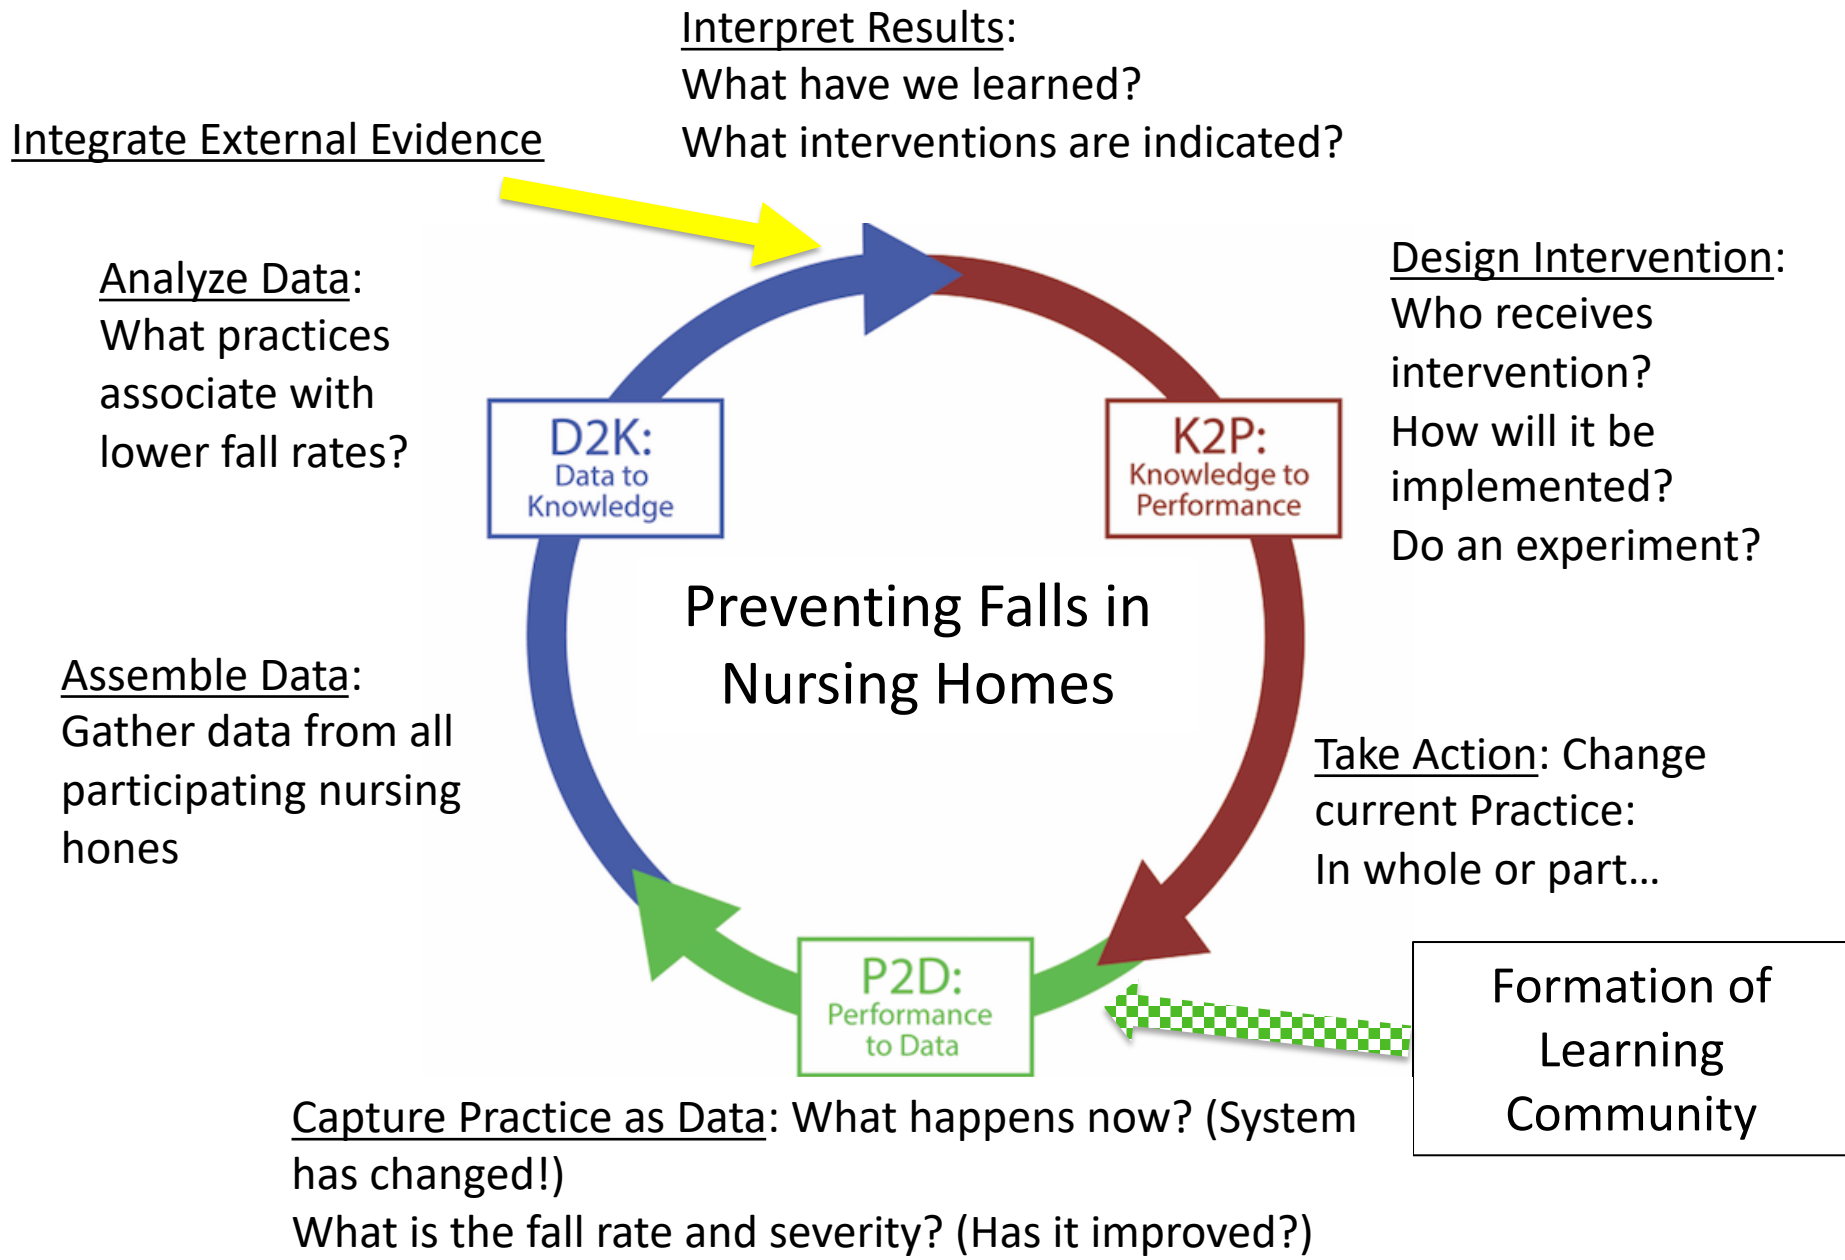 Interpret Results:
What have we learned?
What interventions are indicated?
Integrate External Evidence
Analyze Data:
What practices
associate with
lower fall rates?
Design Intervention:
Who receives
intervention?
How will it be
implemented?
Do an experiment?
D2K:
Data to
Knowledge
K2P:
Knowledge to
Performance
Preventing Falls in
Nursing Homes
Assemble Data:
Gather data from all
participating nursing
hones
Take Action: Change
current Practice:
In whole or part…
P2D:
Performance
to Data
Formation of
Learning
Community
Capture Practice as Data: What happens now? (System
has changed!)
What is the fall rate and severity? (Has it improved?)